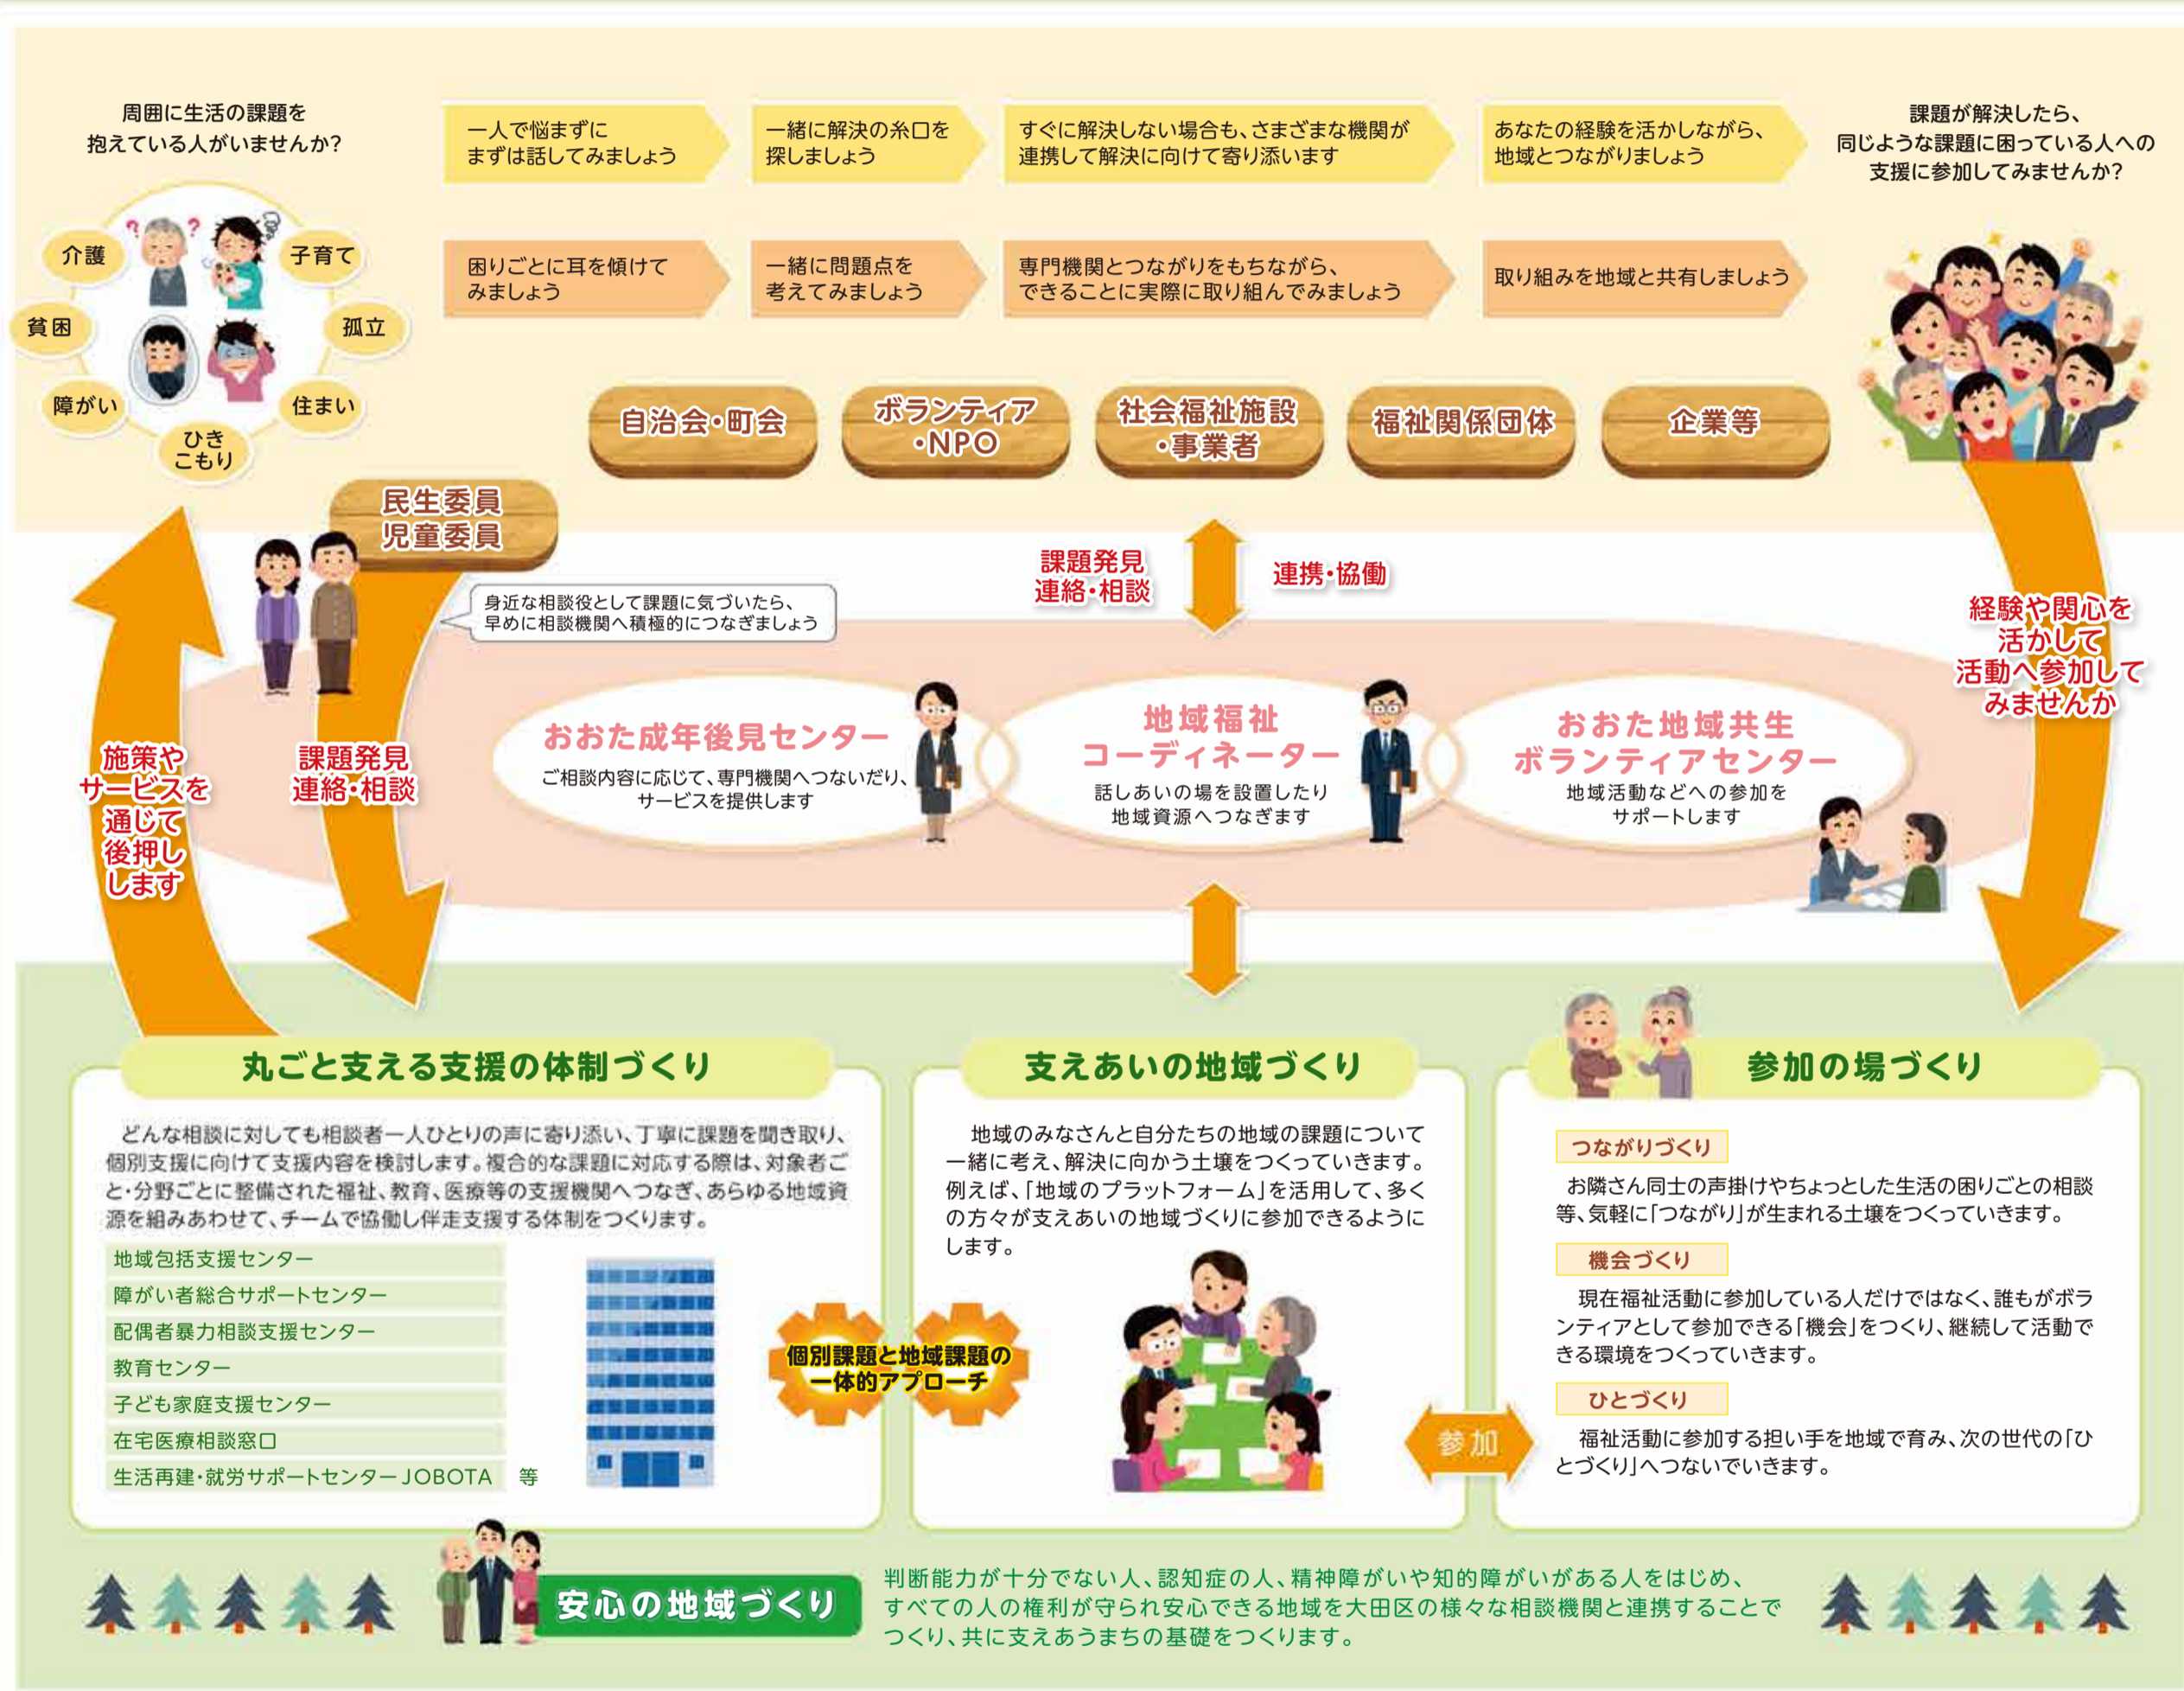 周囲に生活の課題を
抱えている人がいませんか？
一人で悩まずに
まずは話してみましょう
一緒に解決の糸口を
探しましょう
すぐに解決しない場合も、さまざまな機関が
連携して解決に向けて寄り添います
あなたの経験を活かしながら、
地域とつながりましょう
課題が解決したら、
同じような課題に困っている人への
支援に参加してみませんか？
困りごとに耳を傾けて
みましょう
一緒に問題点を
考えてみましょう
専門機関とつながりをもちながら、
できることに実際に取り組んでみましょう
取り組みを地域と共有しましょう
介護
子育て
貧困
孤立
障がい
住まい
ひき
こもり
?
?
自治会・町会
ボランティア
・NPO
社会福祉施設
・事業者
福祉関係団体
企業等
民生委員
児童委員
身近な相談役として課題に気づいたら、
早めに相談機関へ積極的につなぎましょう
課題発見
連絡・相談
連携・協働
経験や関心を
活かして
活動へ参加して
みませんか
施策や
サービスを
通じて
後押し
します
課題発見
連絡・相談
おおた成年後見センター
ご相談内容に応じて、専門機関へつないだり、
サービスを提供します
地域福祉
コーディネーター
話しあいの場を設置したり
地域資源へつなぎます
おおた地域共生
ボランティアセンター
地域活動などへの参加を
サポートします
丸ごと支える支援の体制づくり
どんな相談に対しても相談者一人ひとりの声に寄り添い、丁寧に課題を聞き取り、
個別支援に向けて支援内容を検討します。複合的な課題に対応する際は、対象者ご
と・分野ごとに整備された福祉、教育、医療等の支援機関へつなぎ、あらゆる地域資
源を組みあわせて、チームで協働し伴走支援する体制をつくります。
地域包括支援センター
障がい者総合サポートセンター
配偶者暴力相談支援センター
教育センター
子ども家庭支援センター
在宅医療相談窓口
生活再建・就労サポートセンター JOBOTA 等
個別課題と地域課題の
一体的アプローチ
支えあいの地域づくり
地域のみなさんと自分たちの地域の課題について
一緒に考え、解決に向かう土壌をつくっていきます。
例えば、「地域のプラットフォーム」を活用して、多く
の方々が支えあいの地域づくりに参加できるように
します。
参加
参加の場づくり
つながりづくり
お隣さん同士の声掛けやちょっとした生活の困りごとの相談
等、気軽に「つながり」が生まれる土壌をつくっていきます。
機会づくり
現在福祉活動に参加している人だけではなく、誰もがボラ
ンティアとして参加できる「機会」をつくり、継続して活動で
きる環境をつくっていきます。
ひとづくり
福祉活動に参加する担い手を地域で育み、次の世代の「ひ
とづくり」へつないでいきます。
安心の地域づくり
判断能力が十分でない人、認知症の人、精神障がいや知的障がいがある人をはじめ、
すべての人の権利が守られ安心できる地域を大田区の様々な相談機関と連携することで
つくり、共に支えあうまちの基礎をつくります。